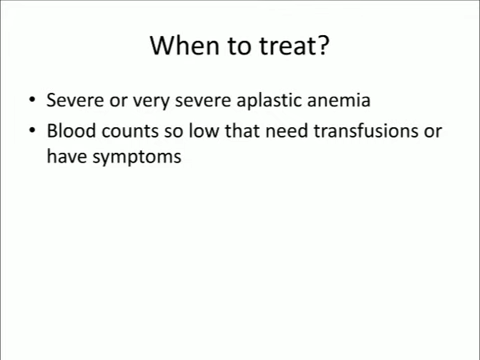 When to treat?
• Severe or very severe aplastic anemia
• Blood counts so low that need transfusions or
have symptoms